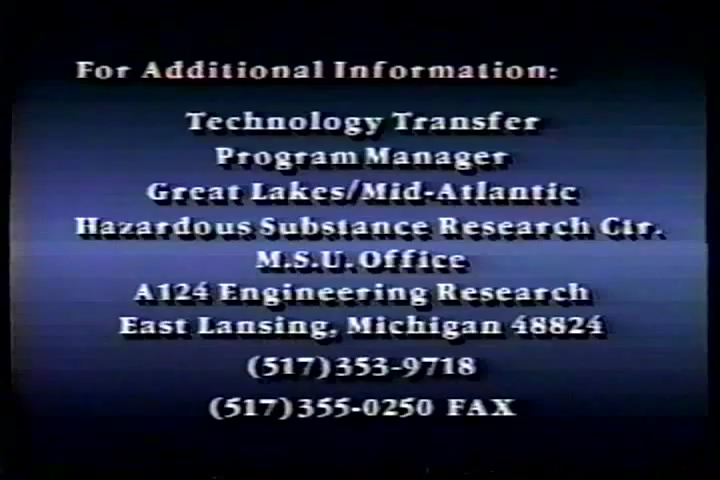 For Additional Information:
Technology Transfer
Program Manager
Great Lakes/Mid-Atlantic
Hazardous Substance Research Ctr.
M.S.U. Office
A124 Engineering Research
East Lansing, Michigan 48824
(517)353-9718
(517)355-0250 FAX